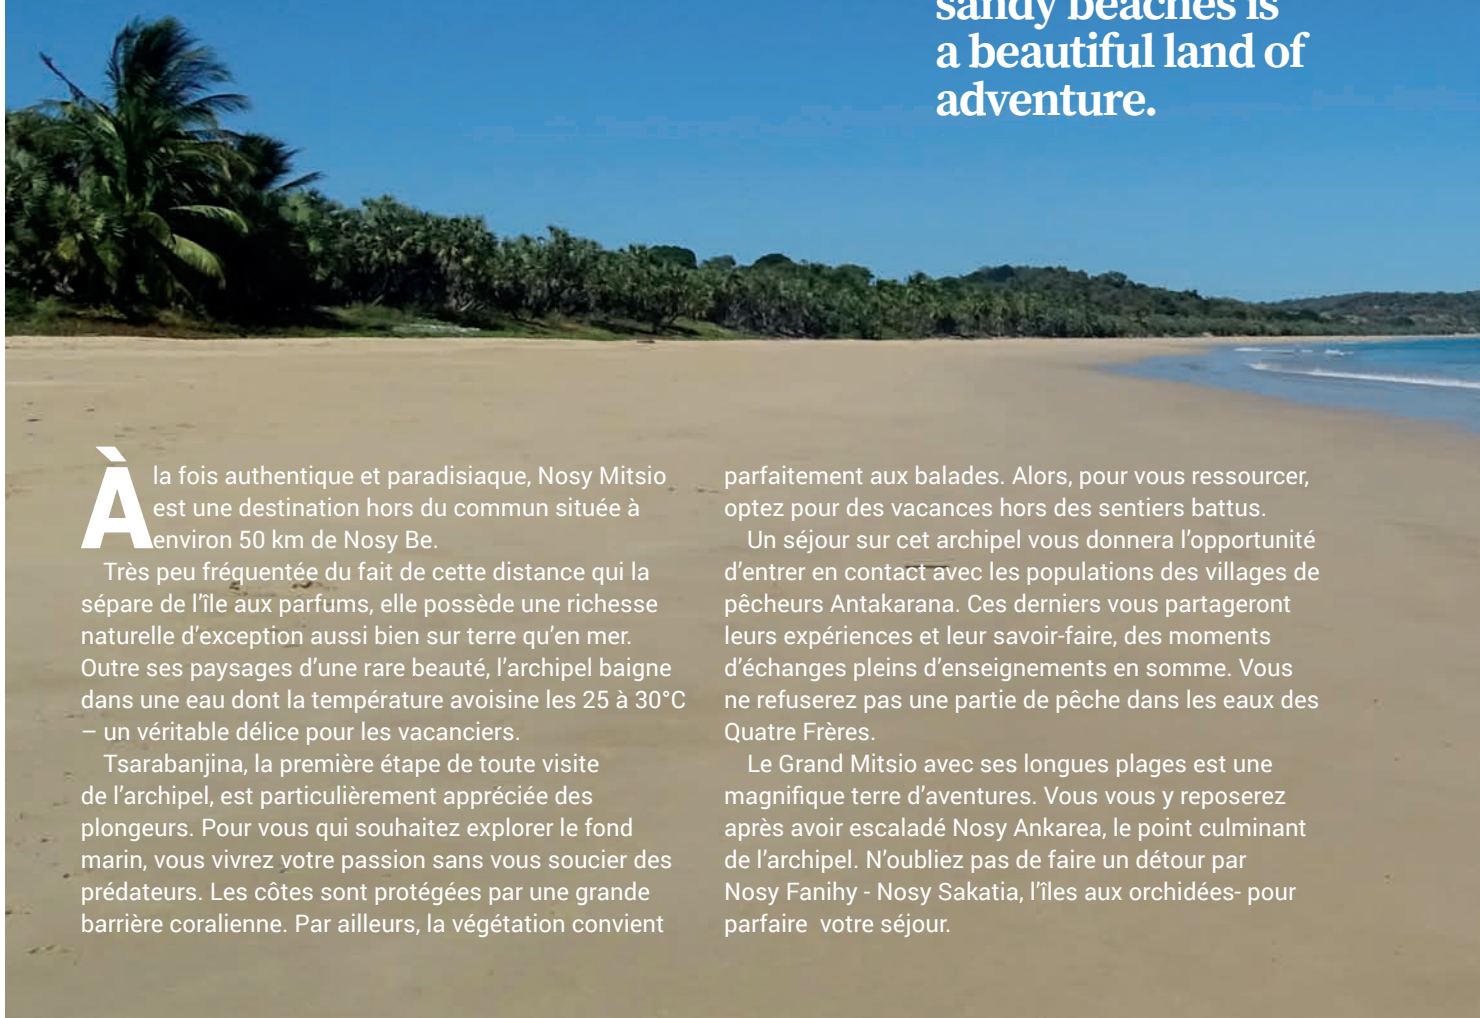 sandy beaches is
a beautiful land of
adventure.
À la fois authentique et paradisiaque, Nosy Mitsio
est une destination hors du commun située à
environ 50 km de Nosy Be.
Très peu fréquentée du fait de cette distance qui la
sépare de l’île aux parfums, elle possède une richesse
naturelle d’exception aussi bien sur terre qu’en mer.
Outre ses paysages d’une rare beauté, l’archipel baigne
dans une eau dont la température avoisine les 25 à 30°C
– un véritable délice pour les vacanciers.
Tsarabanjina, la première étape de toute visite
de l’archipel, est particulièrement appréciée des
plongeurs. Pour vous qui souhaitez explorer le fond
marin, vous vivrez votre passion sans vous soucier des
prédateurs. Les côtes sont protégées par une grande
barrière coralienne. Par ailleurs, la végétation convient
parfaitement aux balades. Alors, pour vous ressourcer,
optez pour des vacances hors des sentiers battus.
Un séjour sur cet archipel vous donnera l’opportunité
d’entrer en contact avec les populations des villages de
pêcheurs Antakarana. Ces derniers vous partageront
leurs expériences et leur savoir-faire, des moments
d’échanges pleins d’enseignements en somme. Vous
ne refuserez pas une partie de pêche dans les eaux des
Quatre Frères.
Le Grand Mitsio avec ses longues plages est une
magnifique terre d’aventures. Vous vous y reposerez
après avoir escaladé Nosy Ankarea, le point culminant
de l’archipel. N’oubliez pas de faire un détour par
Nosy Fanihy - Nosy Sakatia, l’îles aux orchidées- pour
parfaire  votre séjour.